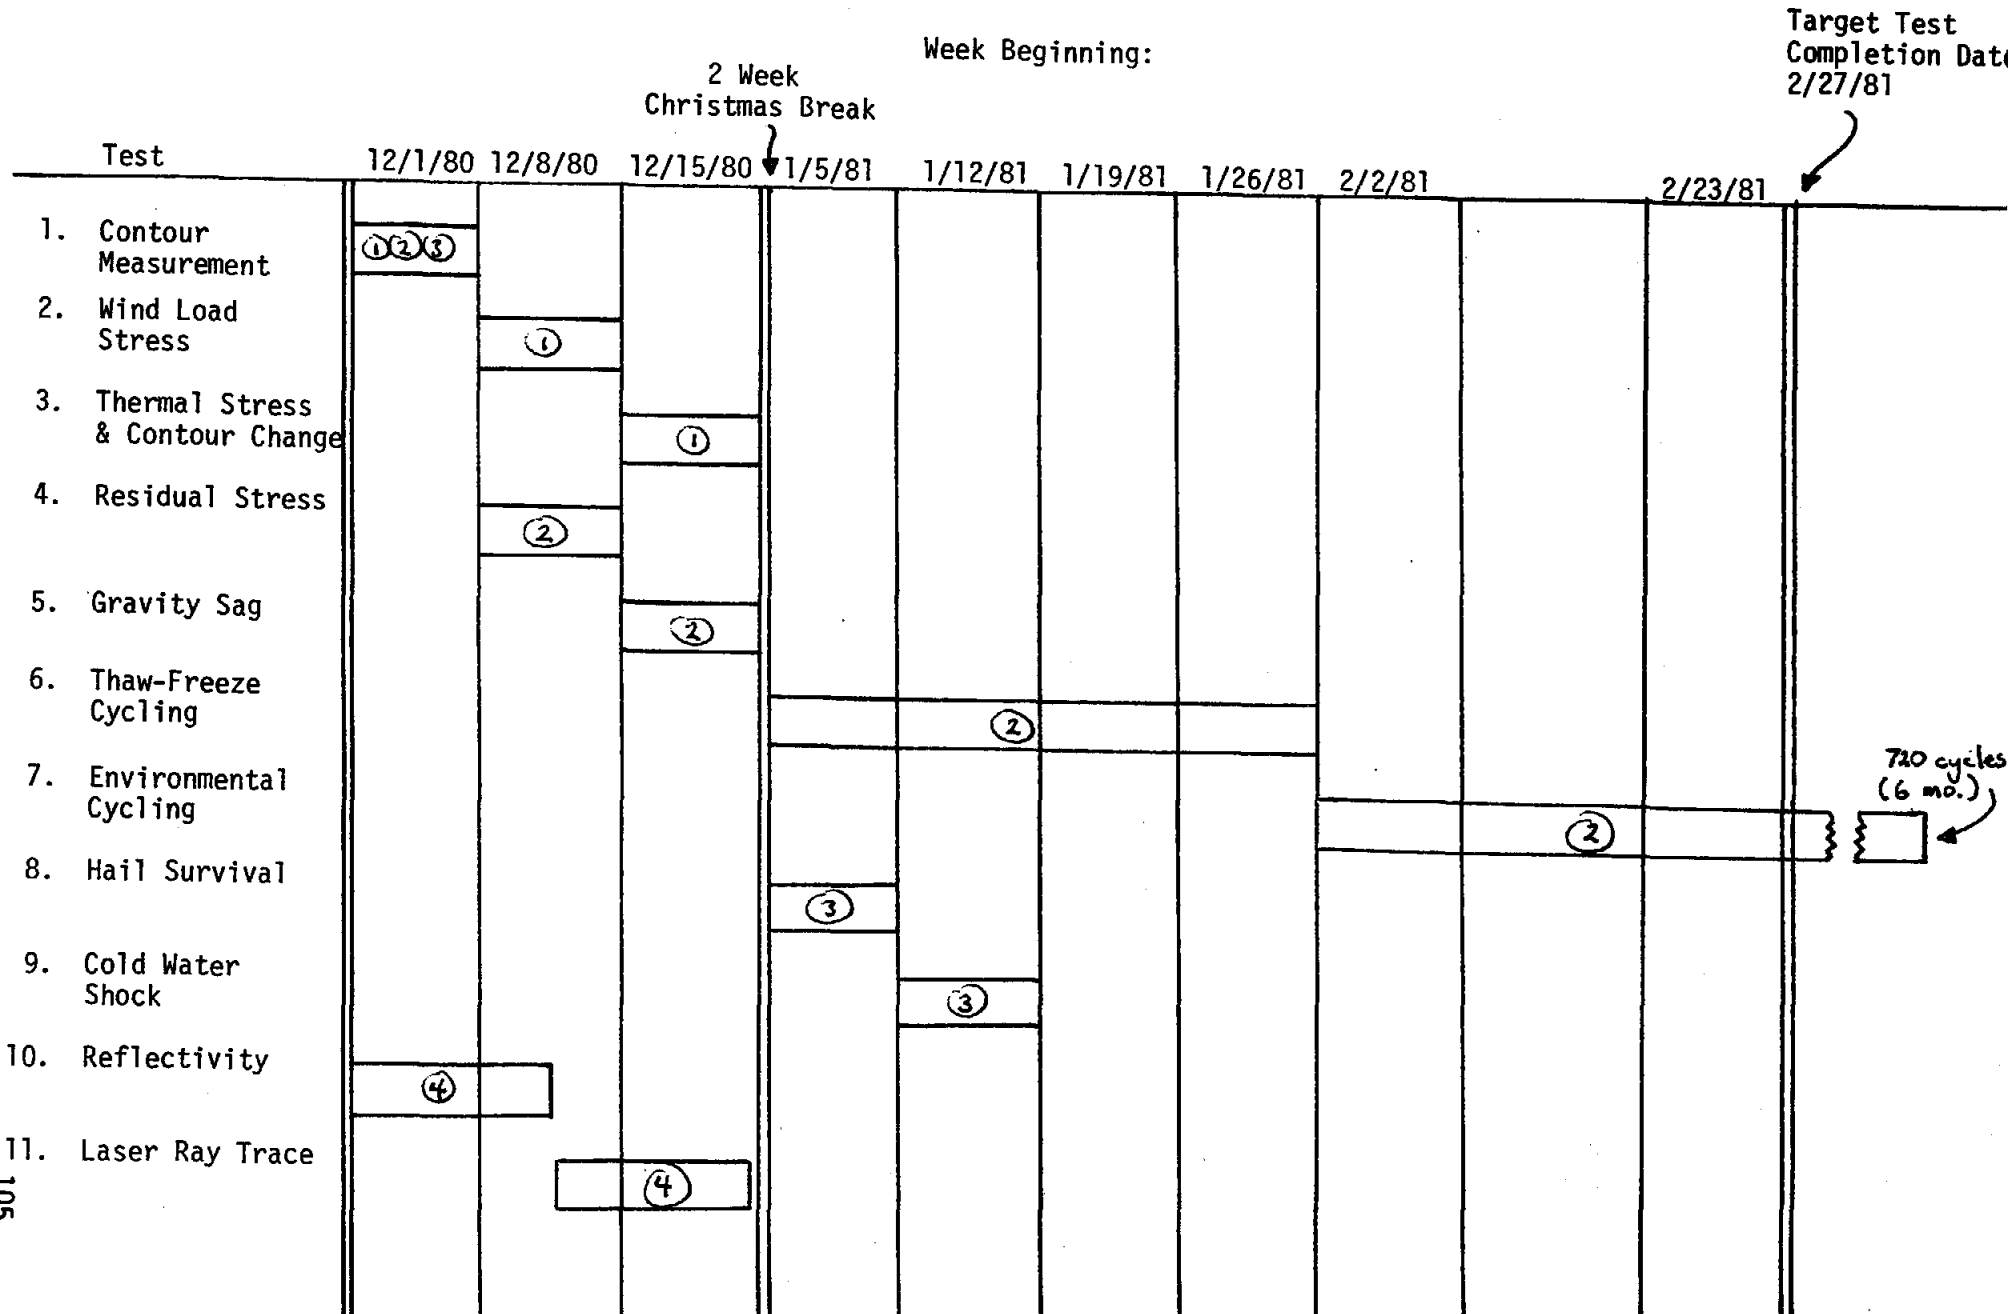 Target Test
Completion Date
2/27/81
Week Beginning:
2 Week
Christmas Break
Test 12/1/80 12/8/80 12/15/80 1/5/81 1/12/81 1/19/81 1/26/81 2/2/81 2/23/81
1. Contour
Measurement
① ② ③
2. Wind Load
Stress
①
3. Thermal Stress
& Contour Change
①
4. Residual Stress
②
5. Gravity Sag
②
6. Thaw-Freeze
Cycling
②
7. Environmental
Cycling
②
720 cycles
(6 mo.)
8. Hail Survival
③
9. Cold Water
Shock
③
10. Reflectivity
④
11. Laser Ray Trace
④
105